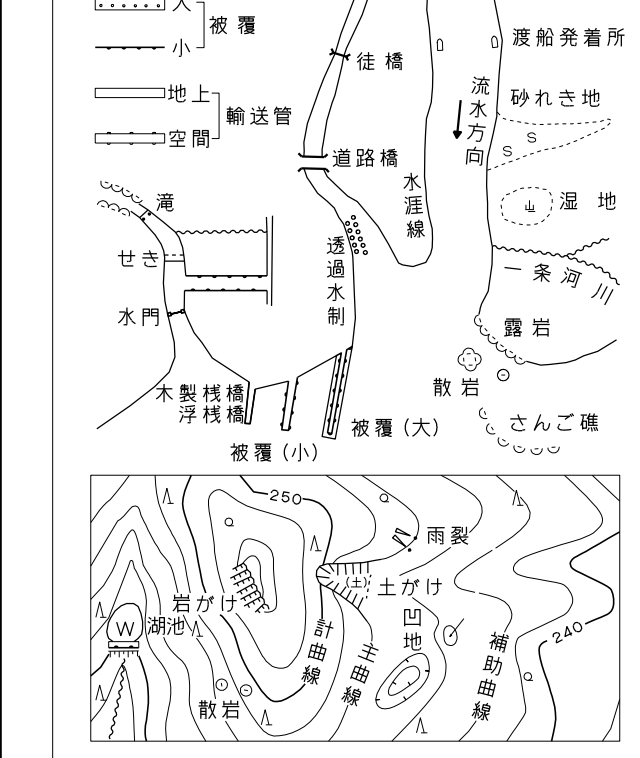 大
被覆
小
地上
輸送管
空間
徒橋
道路橋
渡船発着所
流水方向
砂れき地
S
S
水涯線
山
湿地
滝
せき
透過水制
一条河川
水門
露岩
散岩
木製桟橋
浮桟橋
被覆(大)
被覆(小)
さんご礁
250
雨裂
(土)
土がけ
岩がけ
W
湖池
計曲線
主曲線
凹地
補助曲線
240
散岩